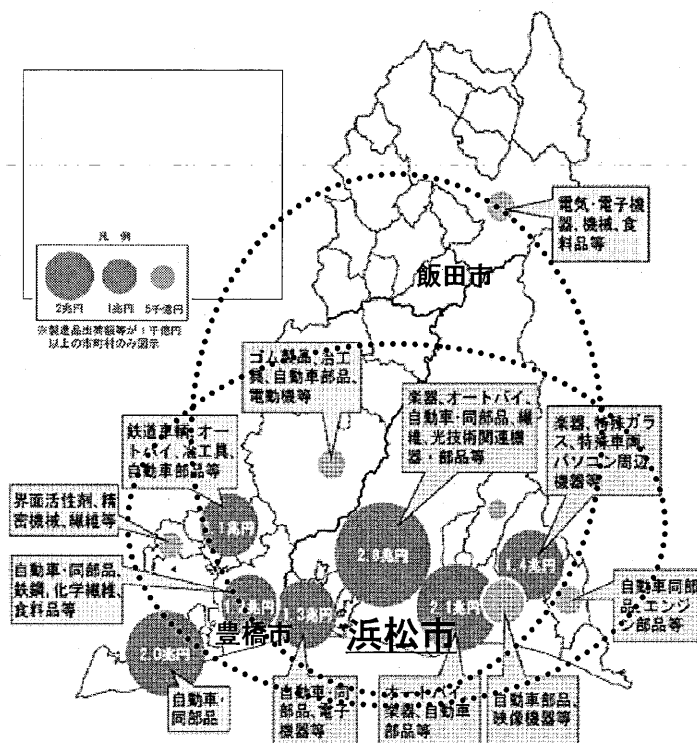 凡例
2兆円
1兆円
5千億円
※製造品出荷額等が1千億円
以上の市町村のみ図示
電気・電子機
器、機械、食
料品等
飯田市
ゴム製品、冶工
具、自動車部品、
電動機等
楽器、オートバイ、
自動車・同部品、繊
維、光技術関連機
器・部品等
楽器、特殊ガラ
ス、特殊車両、
パソコン周辺
機器等
鉄道車輌、オー
トバイ、冶工具、
自動車部品等
界面活性剤、精
密機械、繊維等
自動車・同部品、
鉄鋼、化学繊維、
食料品等
1兆円
1.4兆円
2.1兆円
1.3兆円
2.0兆円
豊橋市
浜松市
自動車同部
品、エンジ
ン部品等
自動車・
同部品
自動車・同
部品、電子
機器等
オートバイ、
楽器、自動車
部品等
自動車部品、
映像機器等